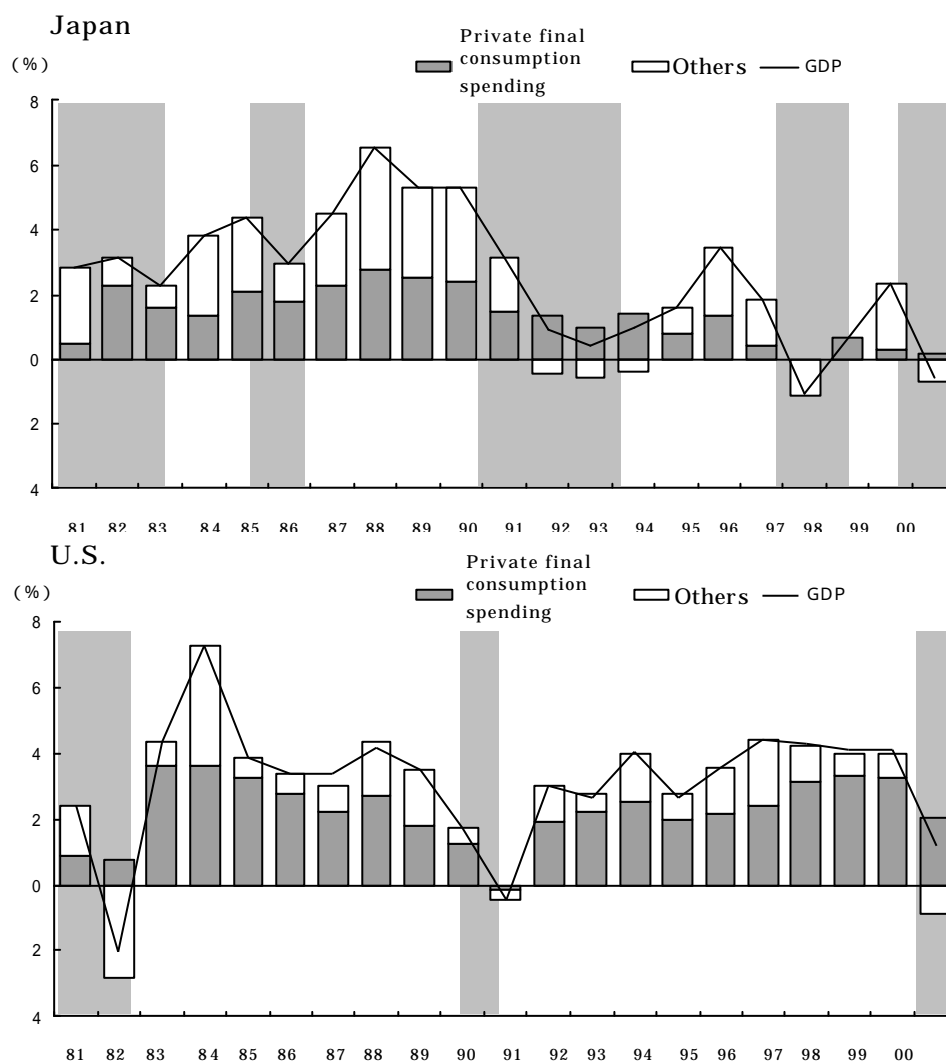 Japan
(%)
Private final
consumption
spending
Others
GDP
8
6
4
2
0
2
4
81 82 83 84 85 86 87 88 89 90 91 92 93 94 95 96 97 98 99 00
U.S.
(%)
Private final
consumption
spending
Others
GDP
8
6
4
2
0
2
4
81 82 83 84 85 86 87 88 89 90 91 92 93 94 95 96 97 98 99 00